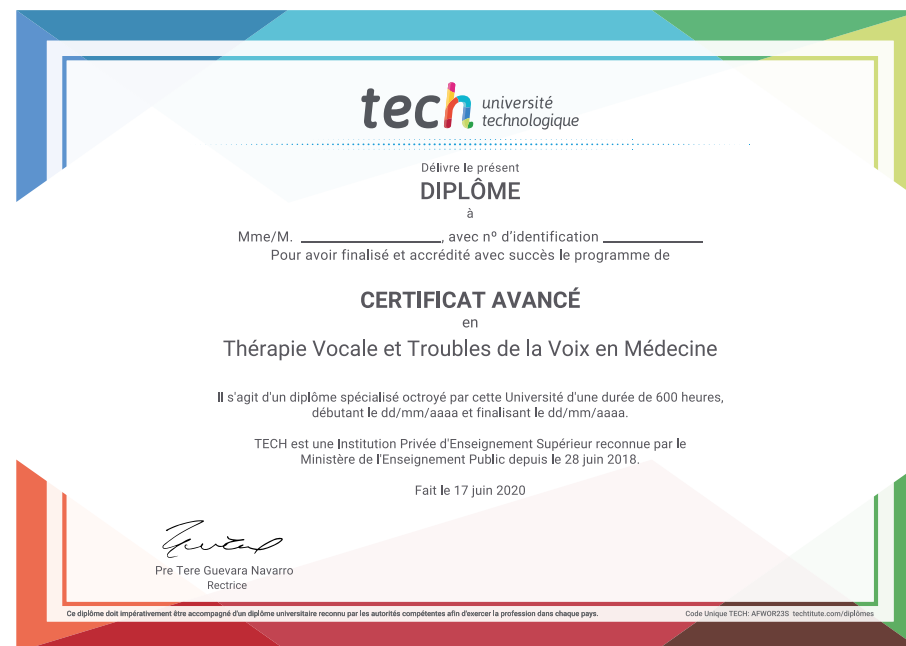 tech université
technologique
Délivre le présent
DIPLÔME
à
Mme/M. ____________________, avec nº d'identification ______________
Pour avoir finalisé et accrédité avec succès le programme de
CERTIFICAT AVANCÉ
en
Thérapie Vocale et Troubles de la Voix en Médecine
Il s'agit d'un diplôme spécialisé octroyé par cette Université d'une durée de 600 heures,
débutant le dd/mm/aaaa et finalisant le dd/mm/aaaa.
TECH est une Institution Privée d'Enseignement Supérieur reconnue par le
Ministère de l'Enseignement Public depuis le 28 juin 2018.
Fait le 17 juin 2020
Pre Tere Guevara Navarro
Rectrice
Ce diplôme doit impérativement être accompagné d'un diplôme universitaire reconnu par les autorités compétentes afin d'exercer la profession dans chaque pays.
Code Unique TECH: AFWOR23S techtitute.com/diplômes